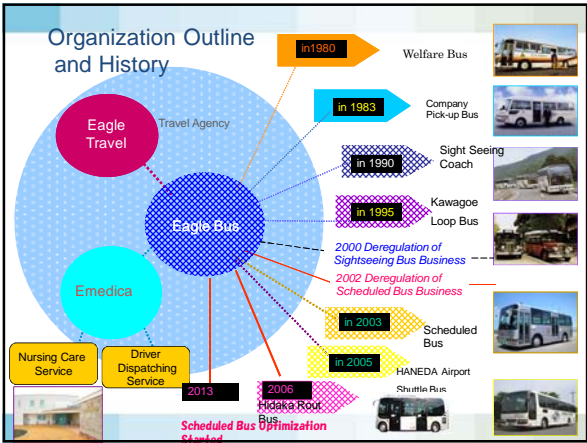 Organization Outline
and History
in1980
Welfare Bus
in 1983
Company
Pick-up Bus
Eagle
Travel
Travel Agency
in 1990
Sight Seeing
Coach
in 1995
Kawagoe
Loop Bus
Eagle Bus
2000 Deregulation of
Sightseeing Bus Business
2002 Deregulation of
Scheduled Bus Business
Emedica
in 2003
Scheduled
Bus
in 2005
HANEDA Airport
Shuttle Bus
Nursing Care
Service
Driver
Dispatching
Service
2013
2006
Hidaka Rout
Bus
Scheduled Bus Optimization
Started